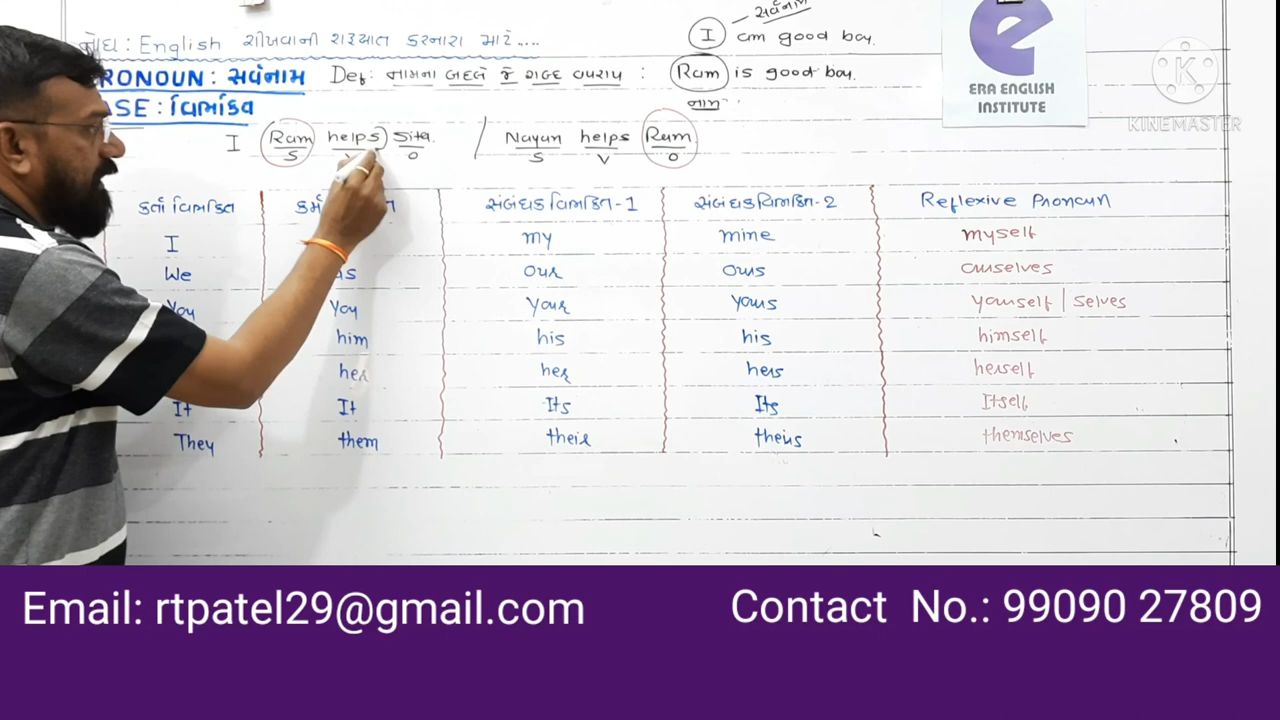 નોંધ : English શીખવાની શરૂઆત કરનારા માટે....
I - સર્વનામ
am good boy.
RONOUN : સર્વનામ Def: નામના બદલે જે શબ્દ વપરાય :
Ram is good boy.
નામ
SE : વિભક્તિ
I Ram helps Sita. / Nayan helps Ram
S O S V O
કર્તા વિભક્તિ સંબંધક વિભક્તિ-1 સંબંધક વિભક્તિ-2 Reflexive Pronoun
I my mine myself
We us our ours ourselves
You You your yours yourself / selves
him his his himself
her her hers herself
It It Its Its Itself
They them their theirs themselves
e
ERA ENGLISH
INSTITUTE
K
KINEMASTER
Email: rtpatel29@gmail.com Contact No.: 99090 27809